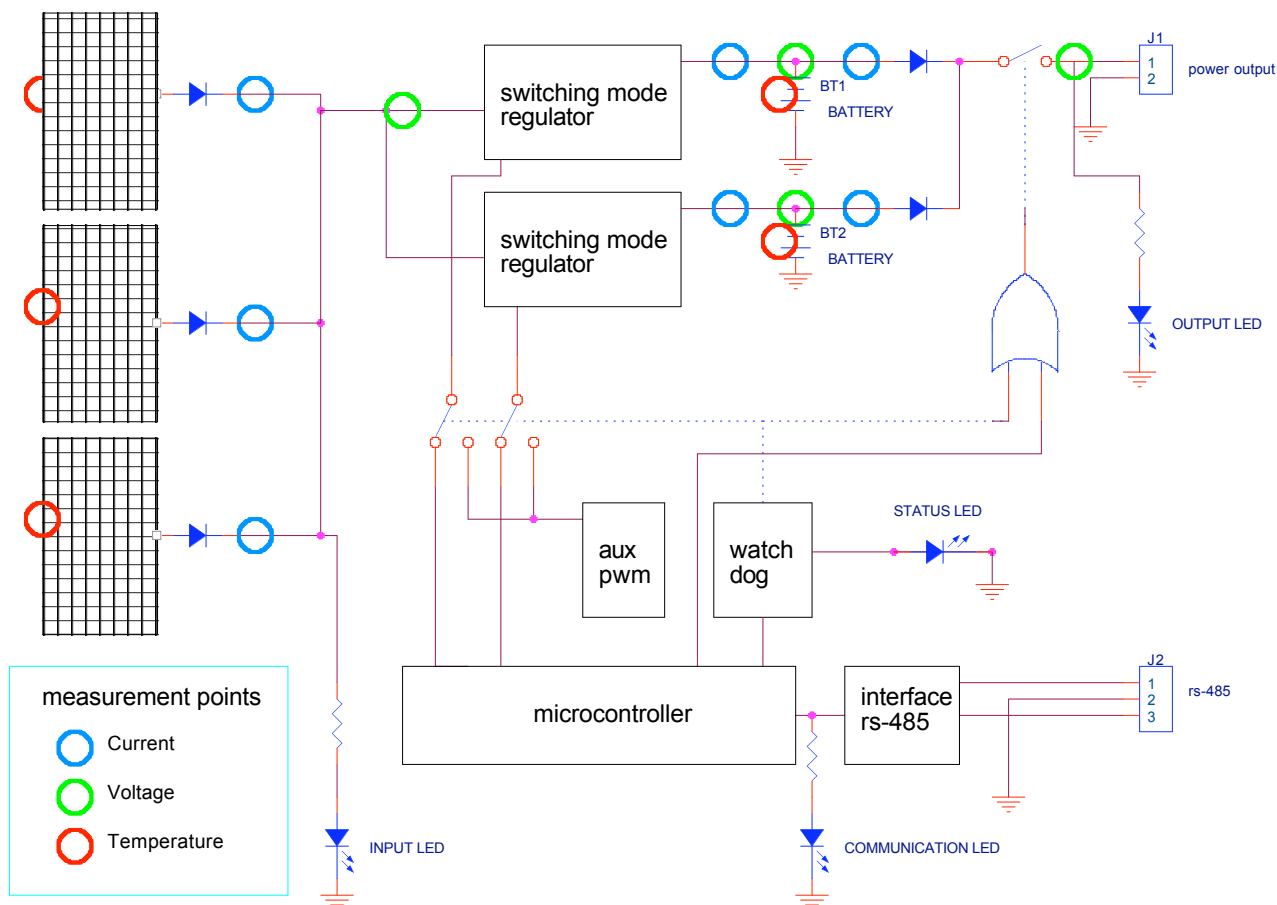 J1
1
2
power output
switching mode
regulator
BT1
BATTERY
switching mode
regulator
BT2
BATTERY
OUTPUT LED
aux
pwm
watch
dog
STATUS LED
microcontroller
interface
rs-485
J2
1
2
3
rs-485
measurement points
Current
Voltage
Temperature
INPUT LED
COMMUNICATION LED